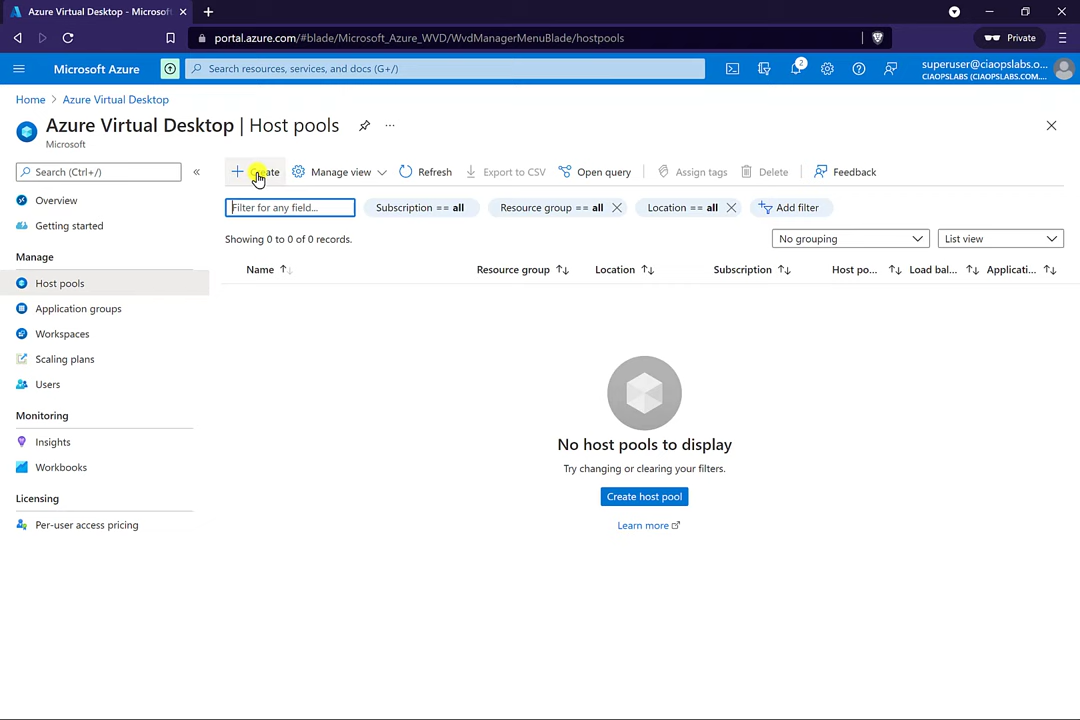 Azure Virtual Desktop - Microsof
portal.azure.com/#blade/Microsoft_Azure_WVD/WvdManagerMenuBlade/hostpools
Private
Microsoft Azure
Search resources, services, and docs (G+/)
2
superuser@ciaopslabs.o...
CIAOPSLABS (CIAOPSLABS.COM....
Home > Azure Virtual Desktop
Azure Virtual Desktop | Host pools
...
Microsoft
Search (Ctrl+/)
«
Overview
Getting started
Manage
Host pools
Application groups
Workspaces
Scaling plans
Users
Monitoring
Insights
Workbooks
Licensing
Per-user access pricing
Create
Manage view
Refresh
Export to CSV
Open query
Assign tags
Delete
Feedback
Filter for any field...
Subscription == all
Resource group == all
Location == all
Add filter
Showing 0 to 0 of 0 records.
No grouping
List view
Name
Resource group
Location
Subscription
Host po...
Load bal...
Applicati...
No host pools to display
Try changing or clearing your filters.
Create host pool
Learn more